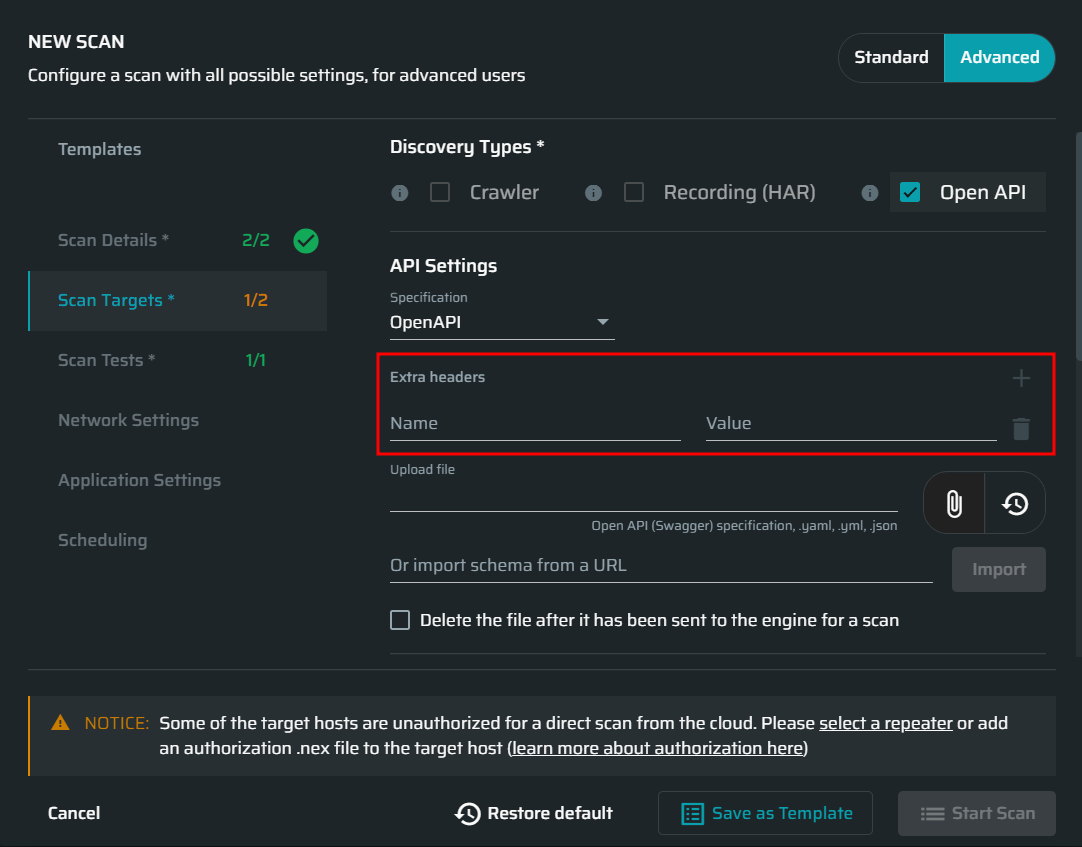 NEW SCAN
Configure a scan with all possible settings, for advanced users
Standard
Advanced
Templates
Scan Details * 2/2
Scan Targets * 1/2
Scan Tests * 1/1
Network Settings
Application Settings
Scheduling
Discovery Types *
Crawler
Recording (HAR)
Open API
API Settings
Specification
OpenAPI
Extra headers
Name
Value
Upload file
Open API (Swagger) specification, .yaml, .yml, .json
Or import schema from a URL
Import
Delete the file after it has been sent to the engine for a scan
NOTICE: Some of the target hosts are unauthorized for a direct scan from the cloud. Please select a repeater or add
an authorization .nex file to the target host (learn more about authorization here)
Cancel
Restore default
Save as Template
Start Scan